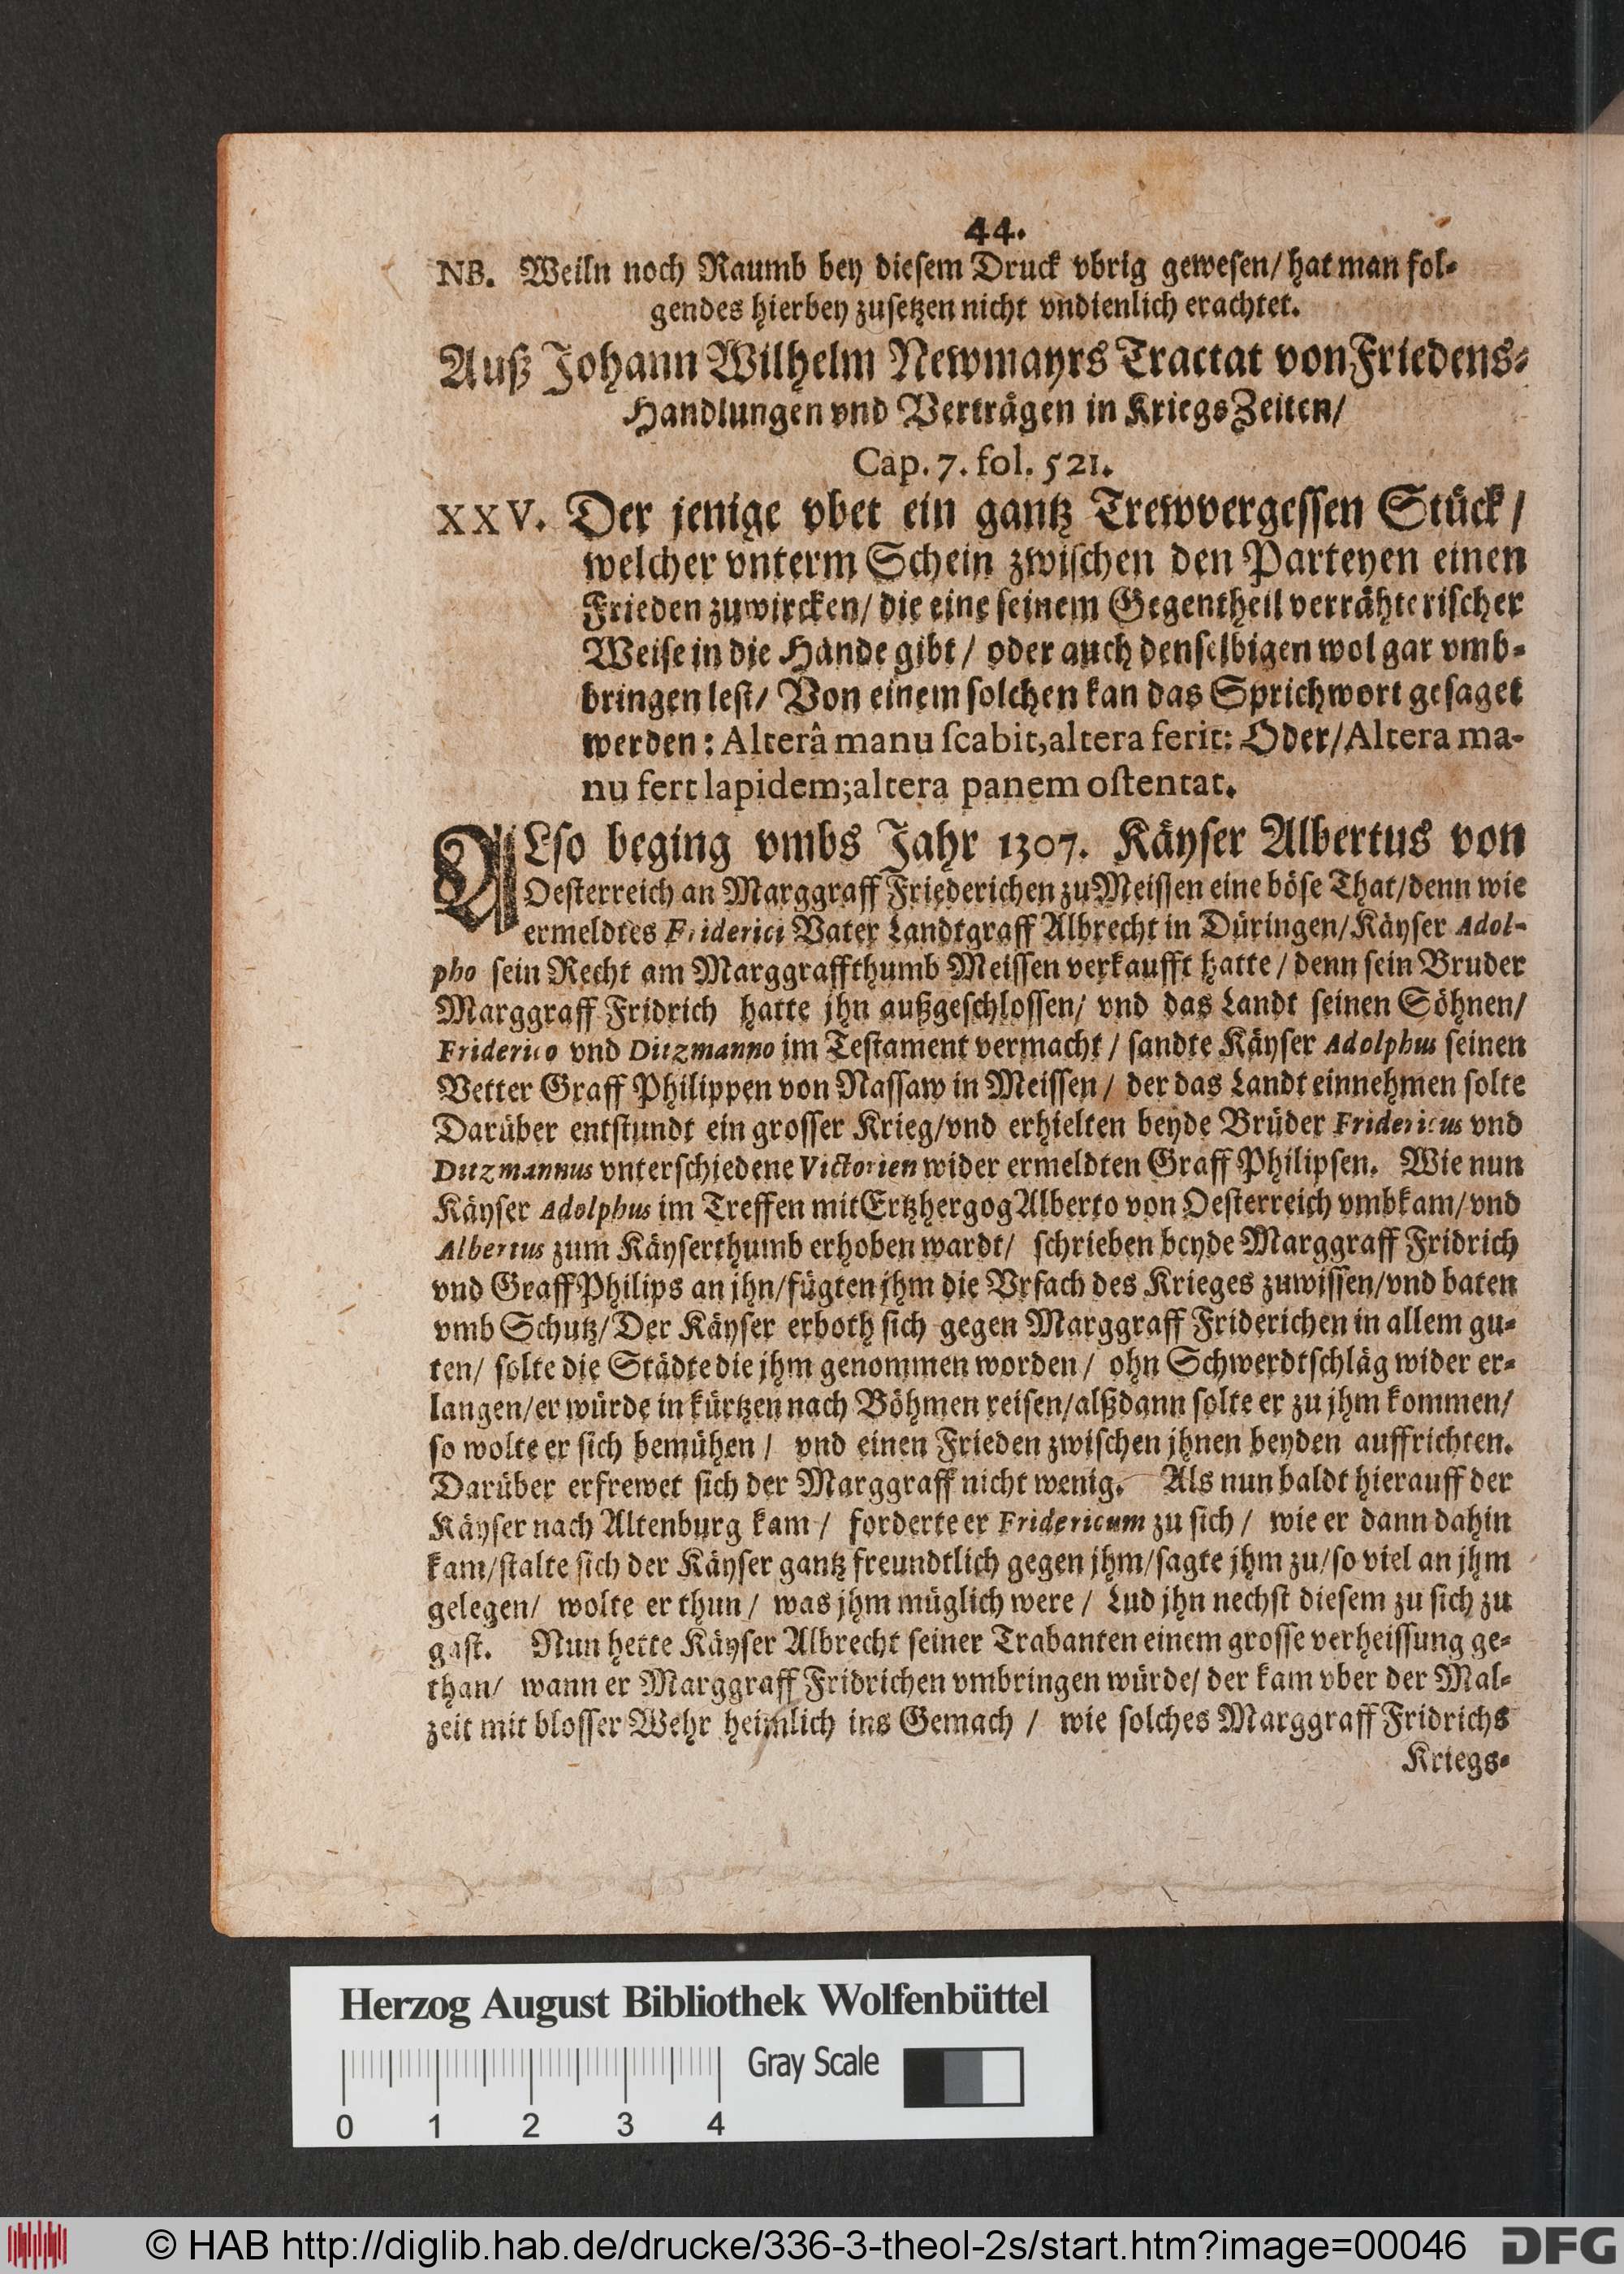 44.
NB. Weiln noch Raumb bey diesem Druck vbrig gewesen/ hat man fol-
gendes hierbey zusetzen nicht vndienlich erachtet.
Auß Johann Wilhelm Newmayrs Tractat von Friedens-
Handlungen vnd Verträgen in KriegsZeiten/
Cap. 7. fol. 521.
XXV. Der jenige vbet ein gantz Trewvergessen Stück/
welcher vnterm Schein zwischen den Parteyen einen
Frieden zuwircken/ die eine seinem Gegentheil verrähterischer
Weise in die Hände gibt/ oder auch denselbigen wol gar vmb-
bringen lest/ Von einem solchen kan das Sprichwort gesaget
werden: Alterâ manu scabit, altera ferit: Oder/ Altera ma-
nu fert lapidem; altera panem ostentat.
ALso beging vmbs Jahr 1307. Käyser Albertus von
Oesterreich an Marggraff Friederichen zu Meissen eine böse That/ denn wie
ermeldtes Friderici Vater Landtgraff Albrecht in Düringen/ Käyser Adol-
pho sein Recht am Marggraffthumb Meissen verkaufft hatte/ denn sein Bruder
Marggraff Fridrich hatte jhn außgeschlossen/ vnd das Landt seinen Söhnen/
Friderico vnd Ditzmanno im Testament vermacht/ sandte Käyser Adolphus seinen
Vetter Graff Philippen von Nassaw in Meissen/ der das Landt einnehmen solte
Darüber entstundt ein grosser Krieg/ vnd erhielten beyde Brüder Fridericus vnd
Ditzmannus vnterschiedene Victorien wider ermeldten Graff Philipsen. Wie nun
Käyser Adolphus im Treffen mit Ertzhergog Alberto von Oesterreich vmbkam/ vnd
Albertus zum Käyserthumb erhoben wardt/ schrieben beyde Marggraff Fridrich
vnd Graff Philips an jhn/ fügten jhm die Vrsach des Krieges zuwissen/ vnd baten
vmb Schutz/ Der Käyser erboth sich gegen Marggraff Friderichen in allem gu-
ten/ solte die Städte die jhm genommen worden/ ohn Schwerdtschläg wider er-
langen/ er würde in kürtzen nach Böhmen reisen/ alßdann solte er zu jhm kommen/
so wolte er sich bemühen/ vnd einen Frieden zwischen jhnen beyden auffrichten.
Darüber erfrewet sich der Marggraff nicht wenig. Als nun baldt hierauff der
Käyser nach Altenburg kam/ forderte er Fridericum zu sich/ wie er dann dahin
kam/ stalte sich der Käyser gantz freundtlich gegen jhm/ sagte jhm zu/ so viel an jhm
gelegen/ wolte er thun/ was jhm müglich were/ Lud jhn nechst diesem zu sich zu
gast. Nun hette Käyser Albrecht seiner Trabanten einem grosse verheissung ge-
than/ wann er Marggraff Fridrichen vmbringen würde/ der kam vber der Mal-
zeit mit blosser Wehr heimlich ins Gemach/ wie solches Marggraff Fridrichs
Kriegs-
Herzog August Bibliothek Wolfenbüttel
Gray Scale
0 1 2 3 4
© HAB http://diglib.hab.de/drucke/336-3-theol-2s/start.htm?image=00046
DFG